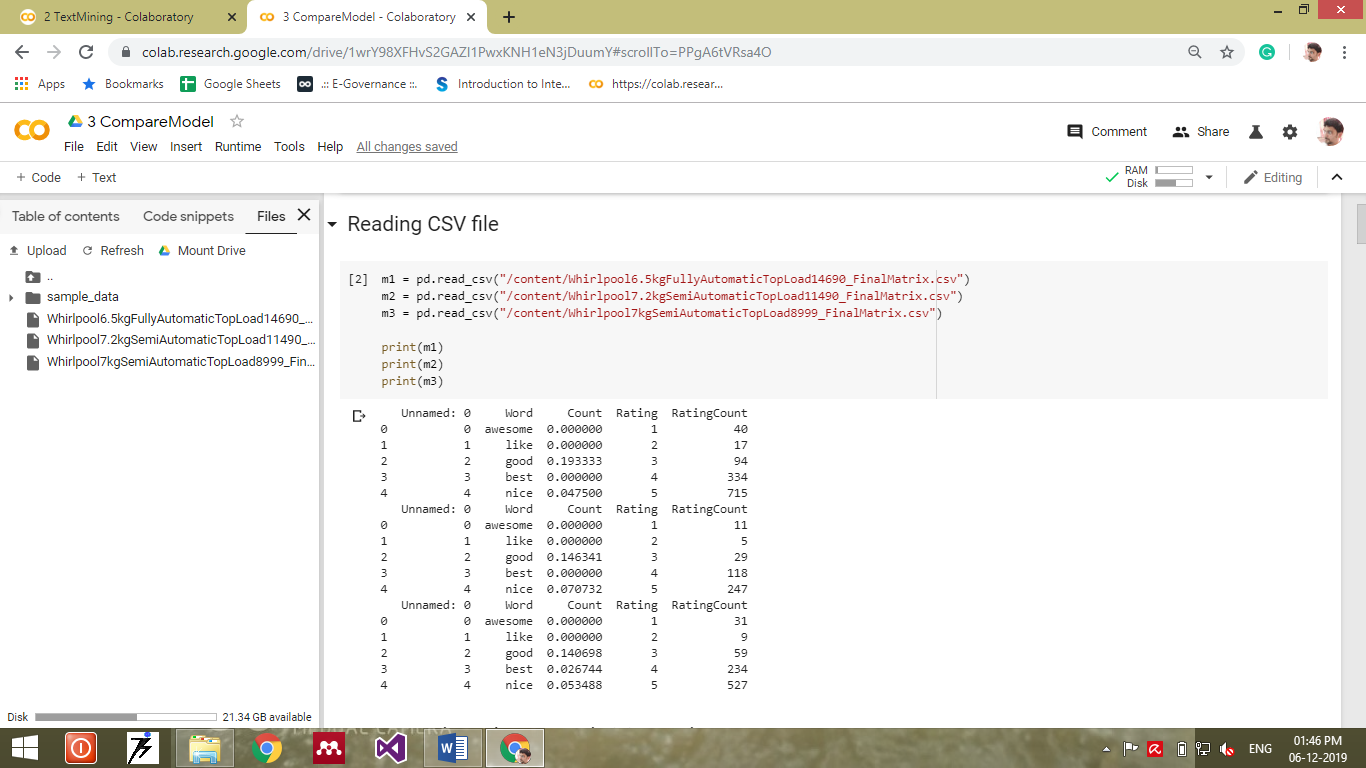 2 TextMining - Colaboratory
3 CompareModel - Colaboratory
colab.research.google.com/drive/1wrY98XFHvS2GAZl1PwxKNH1eN3jDuumY#scrollTo=PPgA6tVRsa4O
Apps Bookmarks Google Sheets .:: E-Governance ::. Introduction to Inte... https://colab.resear...
3 CompareModel
Comment Share
File Edit View Insert Runtime Tools Help All changes saved
+ Code + Text
RAM
Disk
Editing
Table of contents Code snippets Files
Upload Refresh Mount Drive
..
sample_data
Whirlpool6.5kgFullyAutomaticTopLoad14690_...
Whirlpool7.2kgSemiAutomaticTopLoad11490_...
Whirlpool7kgSemiAutomaticTopLoad8999_Fin...
Disk 21.34 GB available
Reading CSV file
[2] m1 = pd.read_csv("/content/Whirlpool6.5kgFullyAutomaticTopLoad14690_FinalMatrix.csv")
m2 = pd.read_csv("/content/Whirlpool7.2kgSemiAutomaticTopLoad11490_FinalMatrix.csv")
m3 = pd.read_csv("/content/Whirlpool7kgSemiAutomaticTopLoad8999_FinalMatrix.csv")
print(m1)
print(m2)
print(m3)
Unnamed: 0 Word Count Rating RatingCount
0 0 awesome 0.000000 1 40
1 1 like 0.000000 2 17
2 2 good 0.193333 3 94
3 3 best 0.000000 4 334
4 4 nice 0.047500 5 715
Unnamed: 0 Word Count Rating RatingCount
0 0 awesome 0.000000 1 11
1 1 like 0.000000 2 5
2 2 good 0.146341 3 29
3 3 best 0.000000 4 118
4 4 nice 0.070732 5 247
Unnamed: 0 Word Count Rating RatingCount
0 0 awesome 0.000000 1 31
1 1 like 0.000000 2 9
2 2 good 0.140698 3 59
3 3 best 0.026744 4 234
4 4 nice 0.053488 5 527
ENG
01:46 PM
06-12-2019